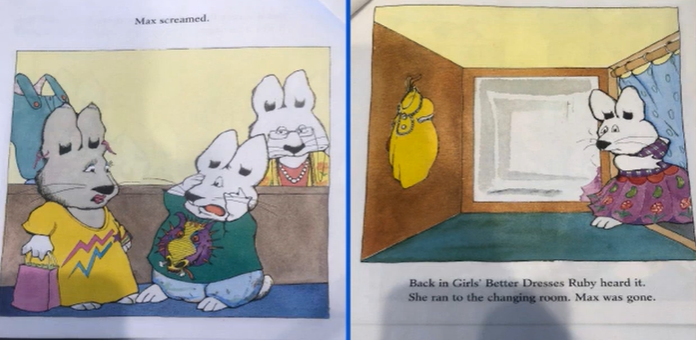 Max screamed.
Back in Girls' Better Dresses Ruby heard it.
She ran to the changing room. Max was gone.